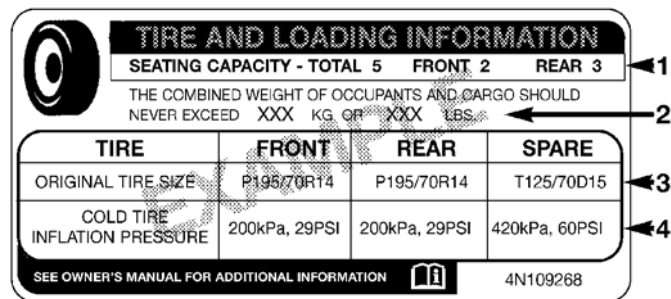 TIRE AND LOADING INFORMATION
SEATING CAPACITY - TOTAL 5 FRONT 2 REAR 3
1
THE COMBINED WEIGHT OF OCCUPANTS AND CARGO SHOULD
NEVER EXCEED XXX KG OR XXX LBS.
2
TIRE FRONT REAR SPARE
ORIGINAL TIRE SIZE P195/70R14 P195/70R14 T125/70D15
3
COLD TIRE
INFLATION PRESSURE 200kPa, 29PSI 200kPa, 29PSI 420kPa, 60PSI
4
EXAMPLE
SEE OWNER'S MANUAL FOR ADDITIONAL INFORMATION i 4N109268